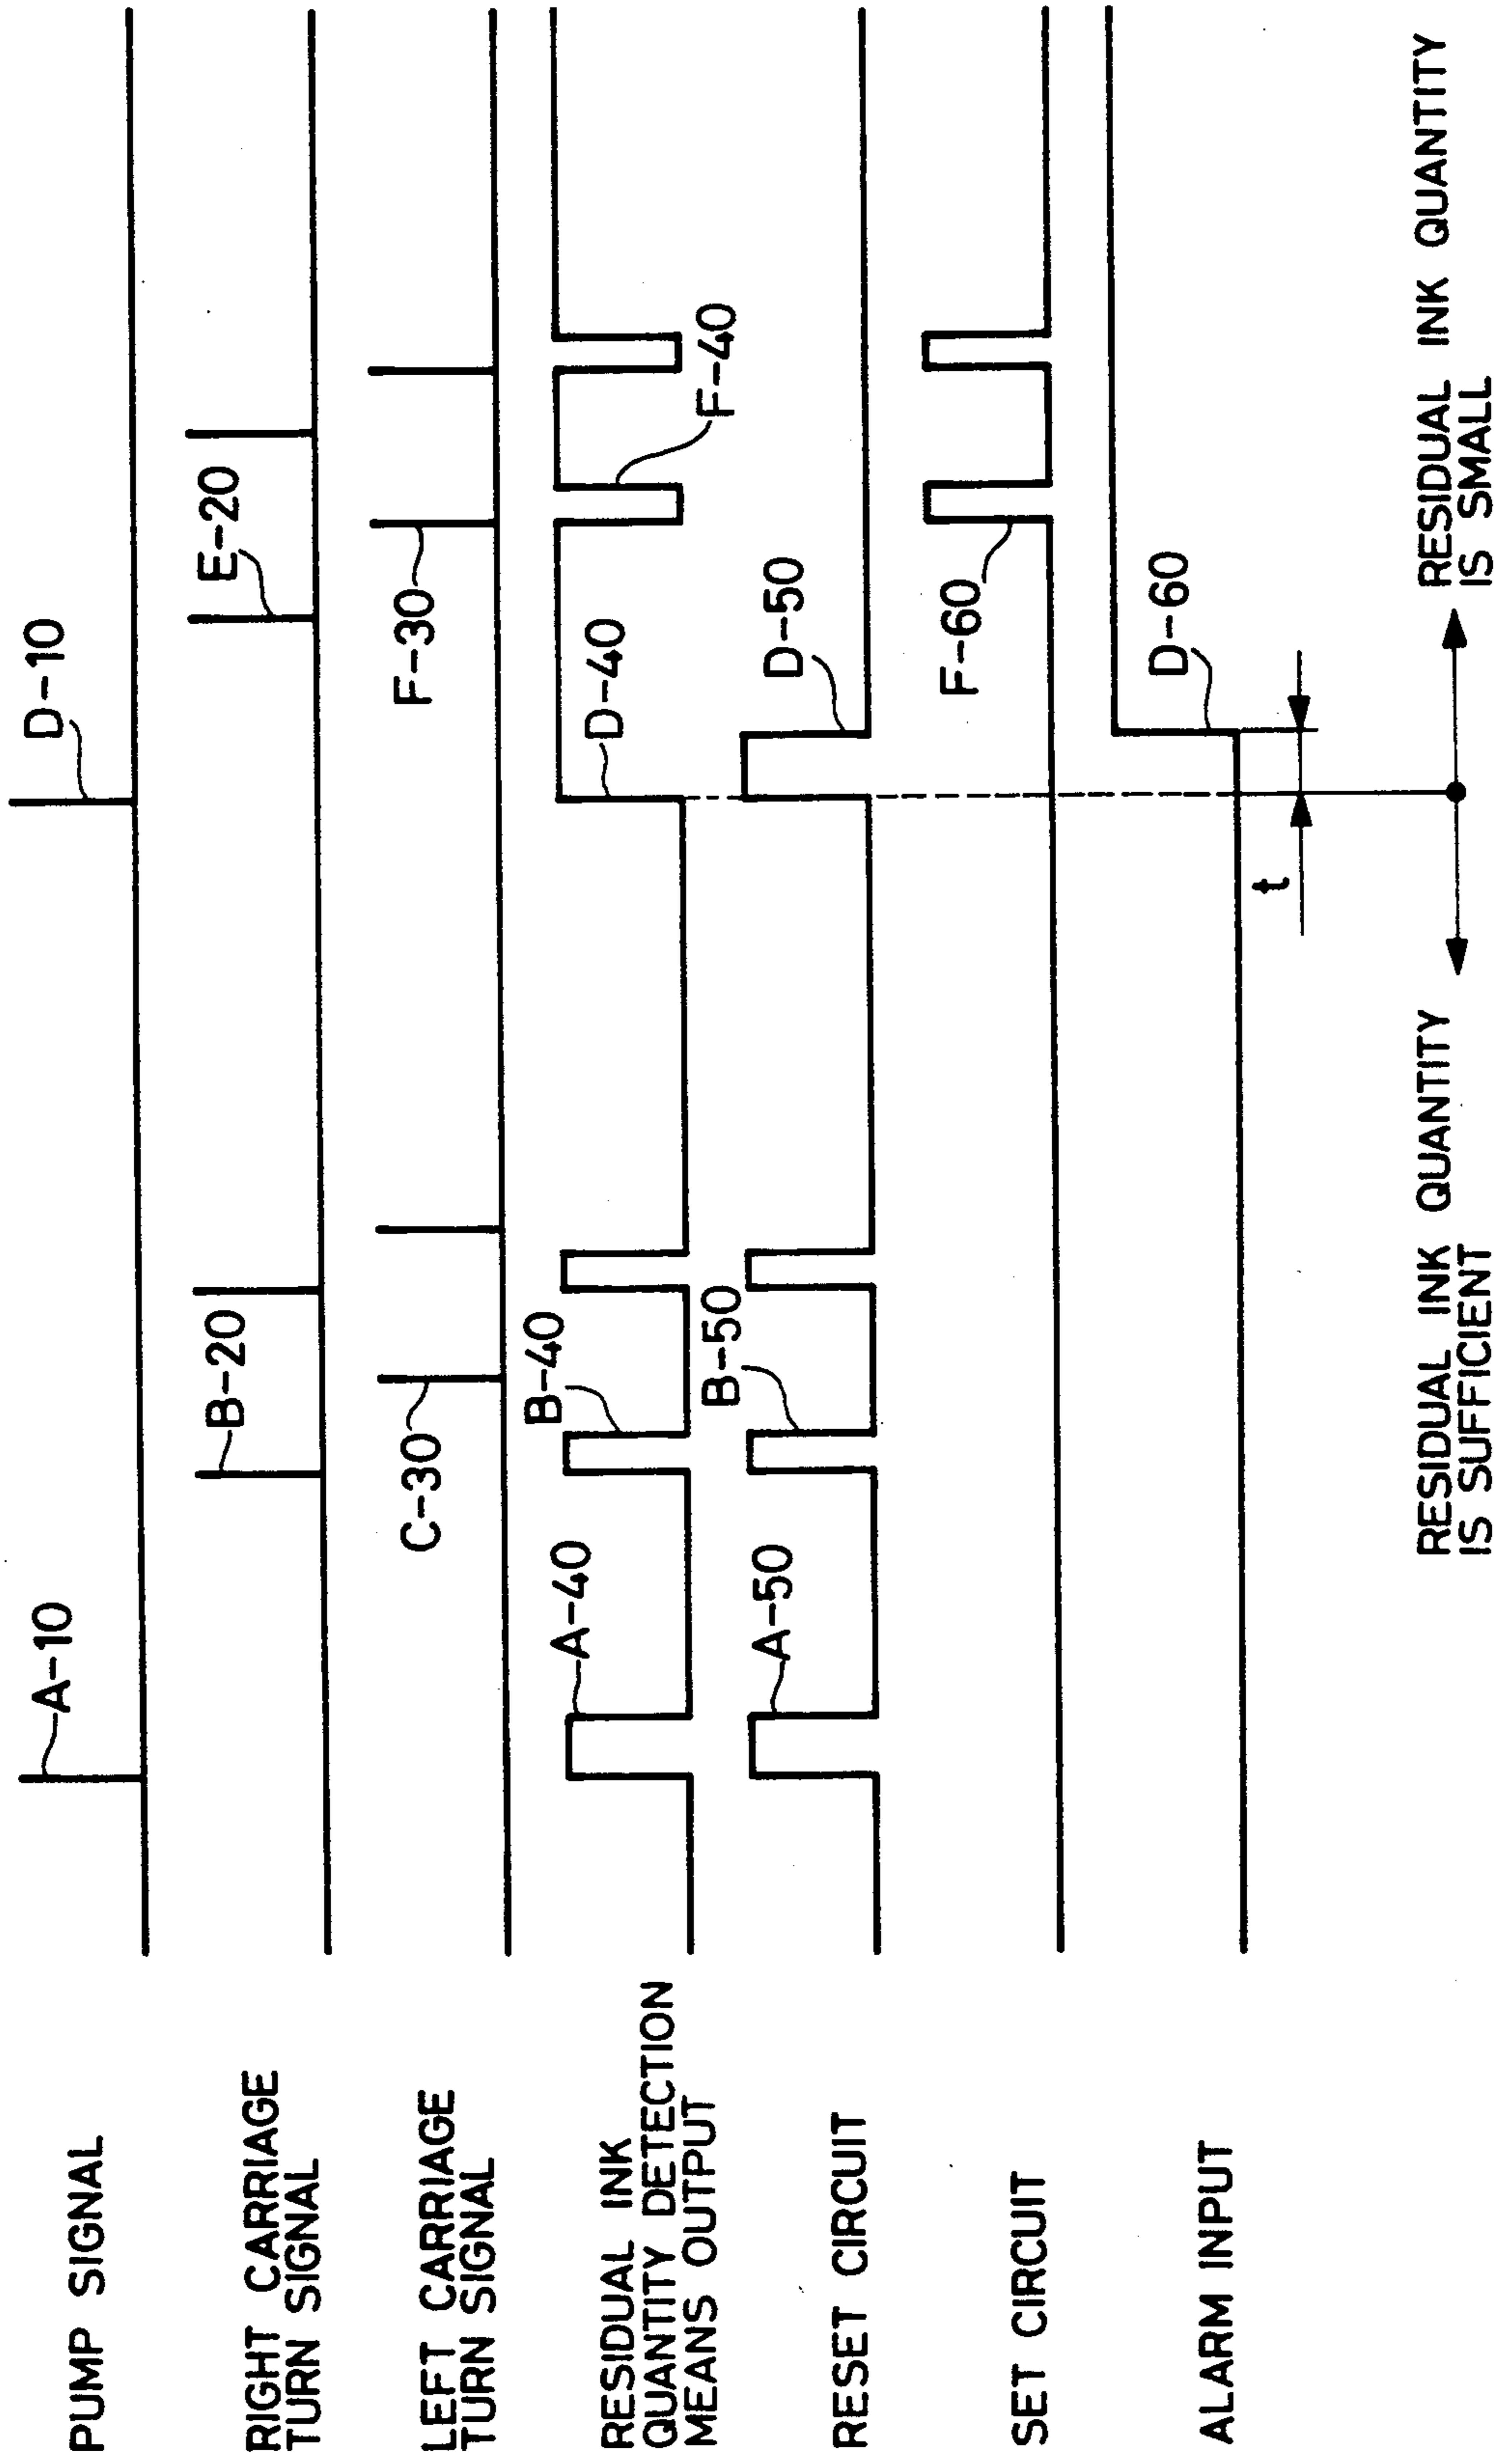 PUMP SIGNAL
A-10
D-10
RIGHT CARRIAGE
TURN SIGNAL
B-20
E-20
LEFT CARRIAGE
TURN SIGNAL
C-30
F-30
RESIDUAL INK
QUANTITY DETECTION
MEANS OUTPUT
A-40
B-40
D-40
F-40
RESET CIRCUIT
A-50
B-50
D-50
SET CIRCUIT
F-60
ALARM INPUT
D-60
t
RESIDUAL INK QUANTITY
IS SUFFICIENT
RESIDUAL INK QUANTITY
IS SMALL